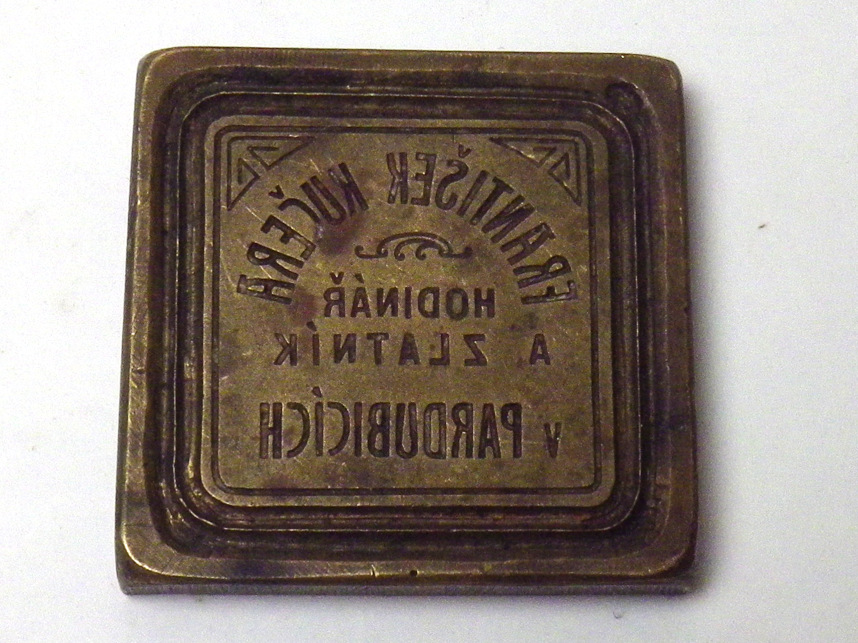 FRANTIŠEK KUČERA
HODINÁŘ
A ZLATNÍK
V PARDUBICÍCH